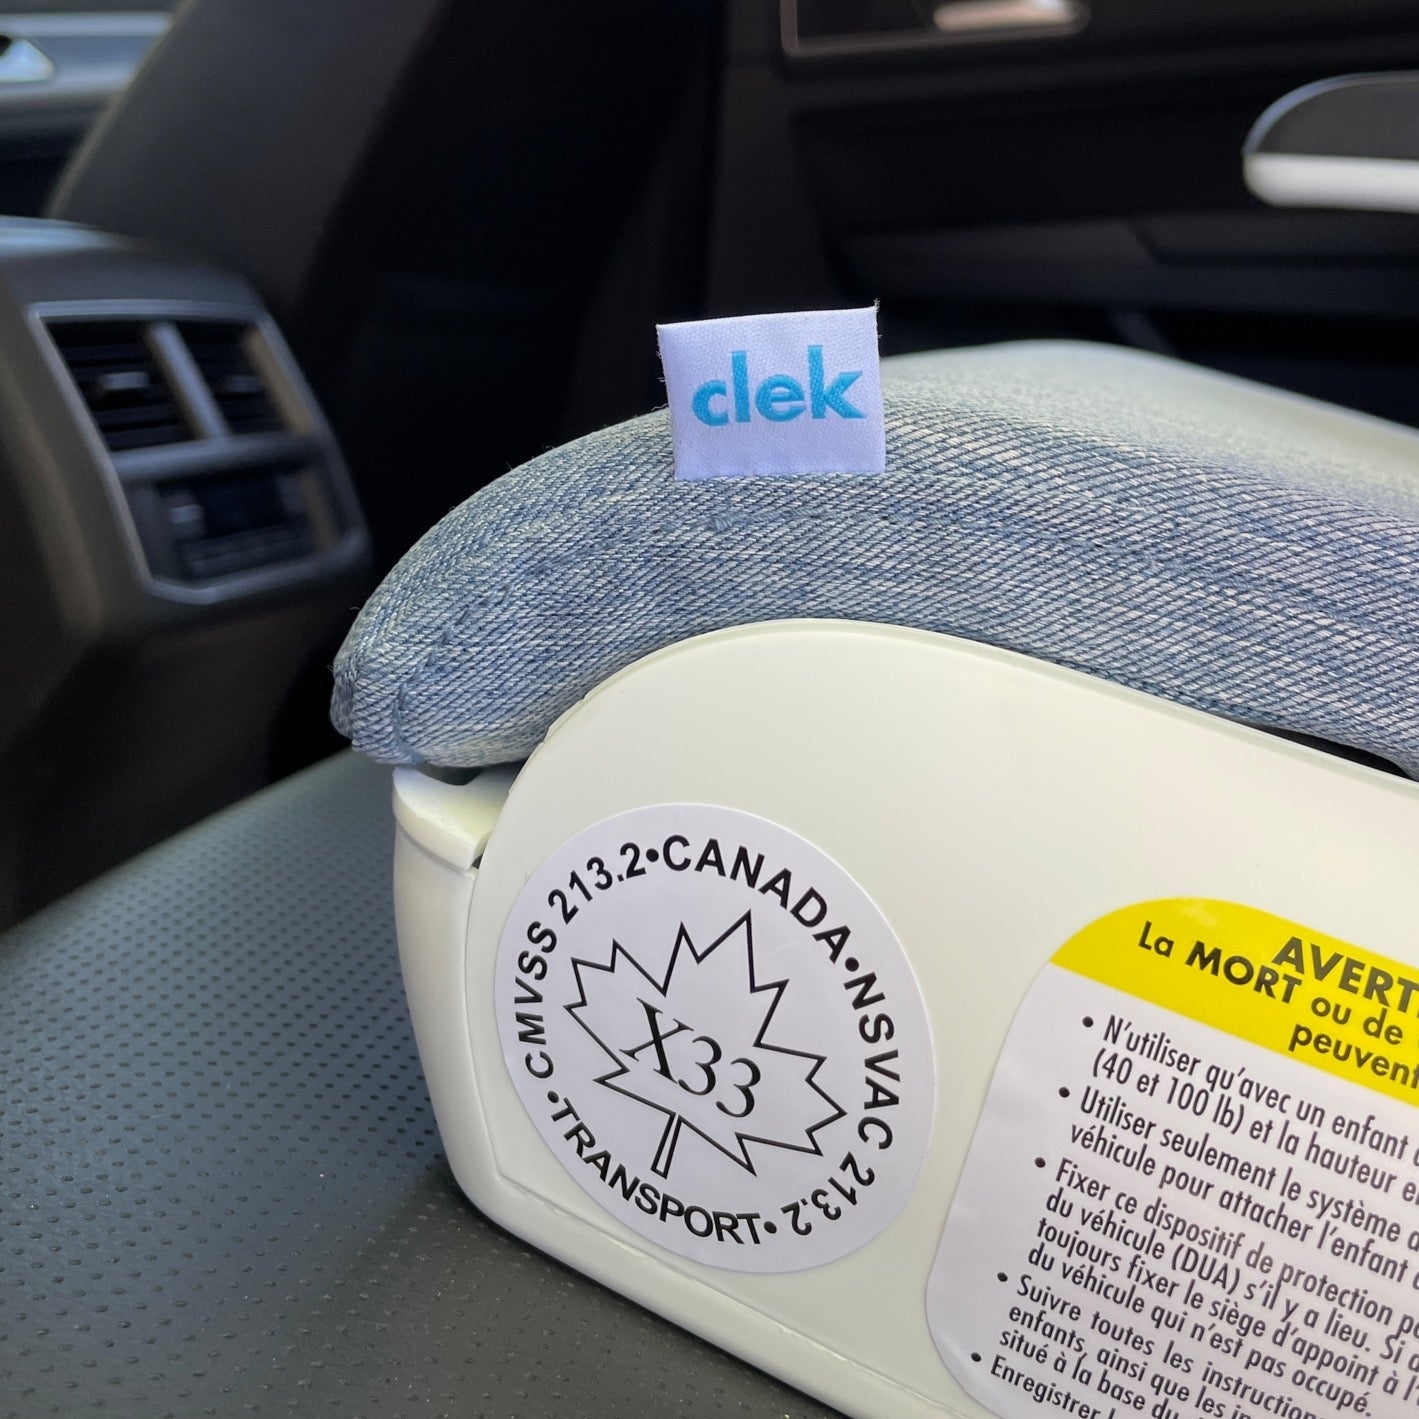 clek
CMVSS 213.2•CANADA•NSVAC 213.2•TRANSPORT•
X33
AVERT
La MORT ou de
peuvent
• N'utiliser qu'avec un enfant
(40 et 100 lb) et la hauteur
• Utiliser seulement le système
véhicule pour attacher l'enfant
• Fixer ce dispositif de protection
du véhicule (DUA) s'il y a lieu. Si
toujours fixer le siège d'appoint à
du véhicule qui n'est pas occupé.
• Suivre toutes les instruction
enfants, ainsi que les
situé à la base du
• Enregistrer